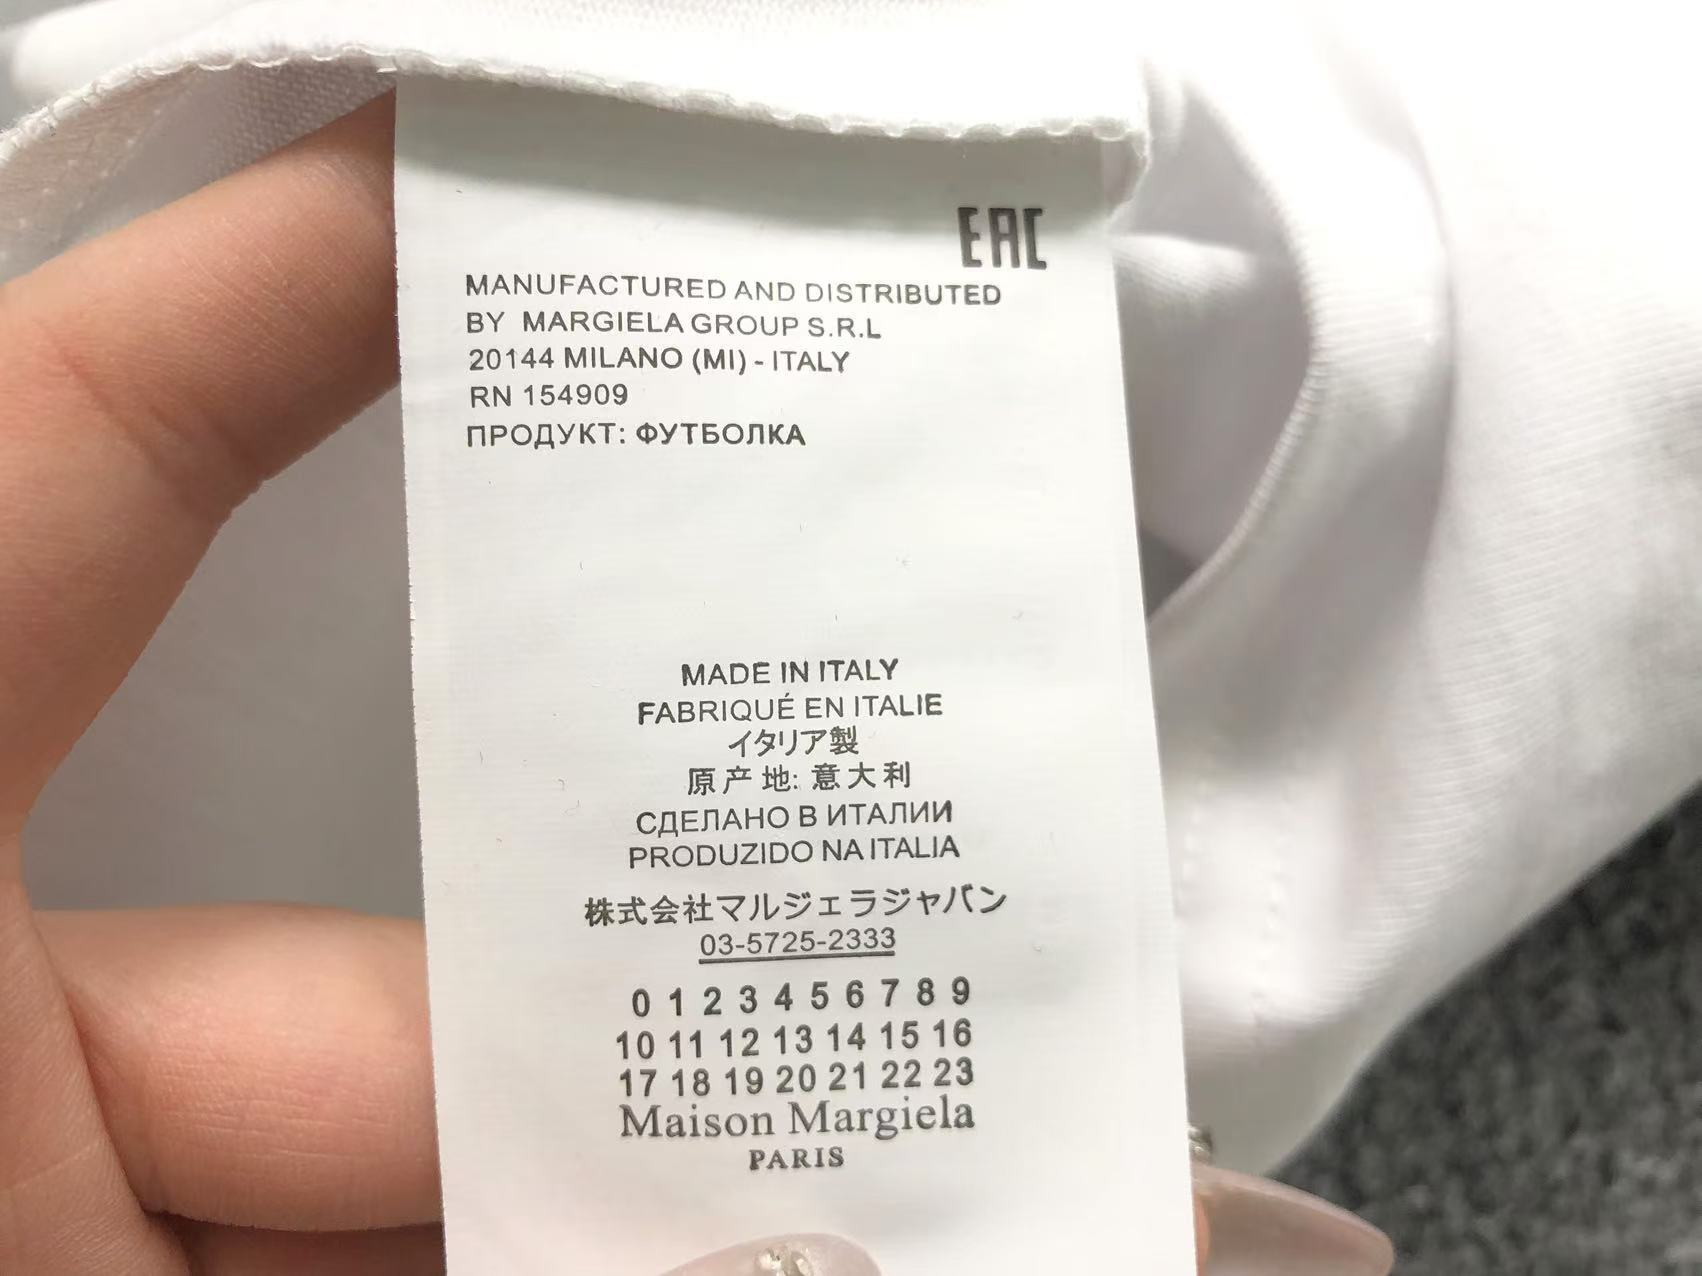 EAC
MANUFACTURED AND DISTRIBUTED
BY MARGIELA GROUP S.R.L
20144 MILANO (MI) - ITALY
RN 154909
ПРОДУКТ: ФУТБОЛКА
MADE IN ITALY
FABRIQUÉ EN ITALIE
イタリア製
原产地: 意大利
СДЕЛАНО В ИТАЛИИ
PRODUZIDO NA ITALIA
株式会社マルジェラジャパン
03-5725-2333
0 1 2 3 4 5 6 7 8 9
10 11 12 13 14 15 16
17 18 19 20 21 22 23
Maison Margiela
PARIS